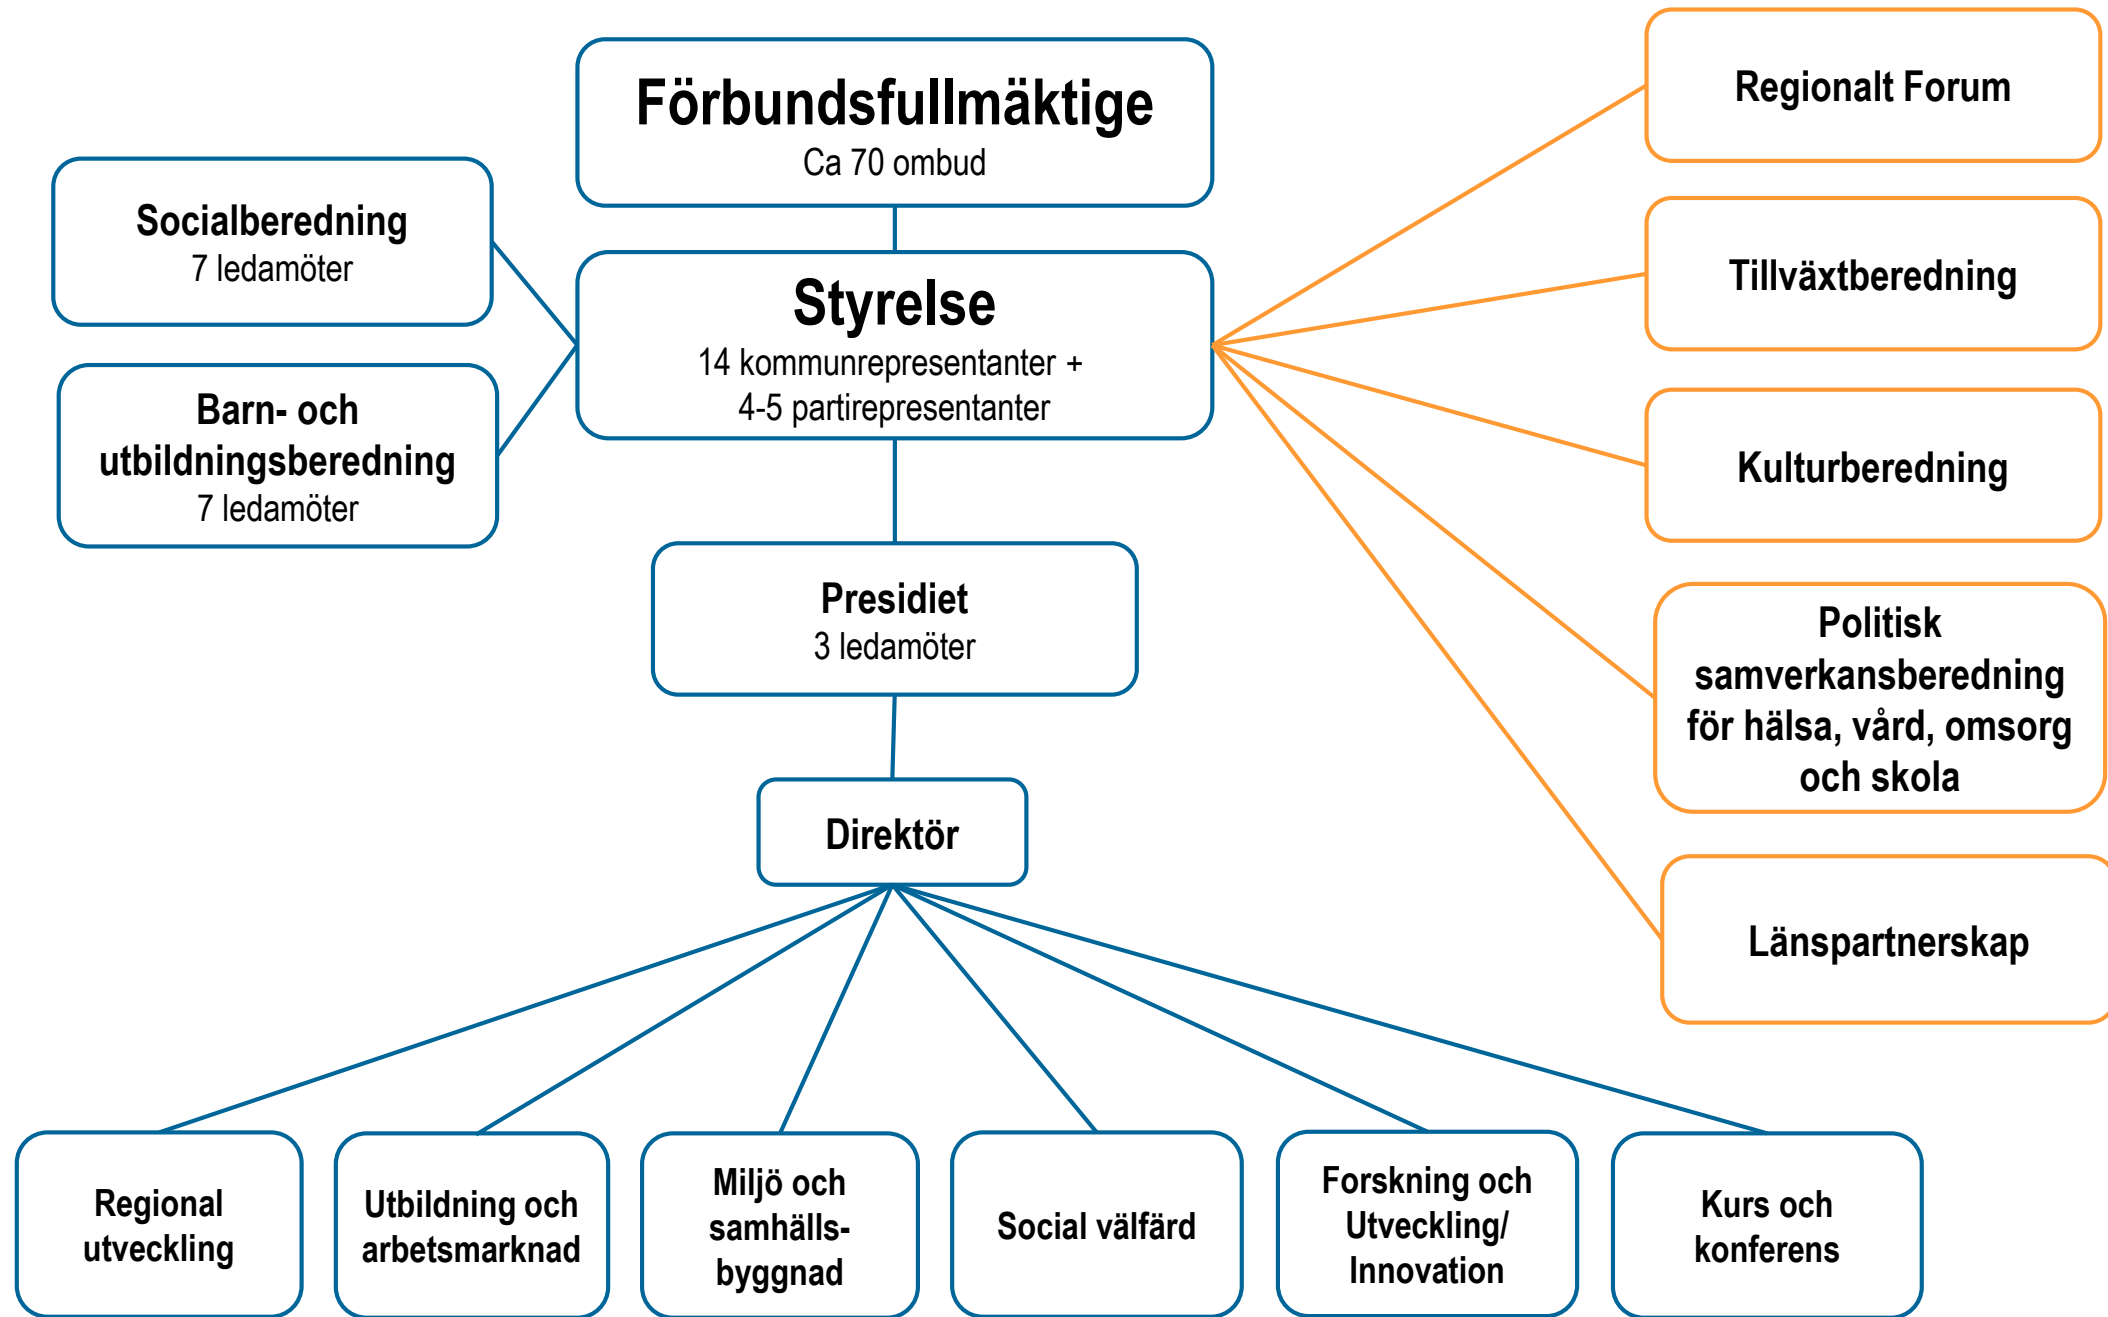 Förbundsfullmäktige
Ca 70 ombud
Socialberedning
7 ledamöter
Barn- och
utbildningsberedning
7 ledamöter
Styrelse
14 kommunrepresentanter +
4-5 partirepresentanter
Presidiet
3 ledamöter
Direktör
Regionalt Forum
Tillväxtberedning
Kulturberedning
Politisk
samverkansberedning
för hälsa, vård, omsorg
och skola
Länspartnerskap
Regional
utveckling
Utbildning och
arbetsmarknad
Miljö och
samhälls-
byggnad
Social välfärd
Forskning och
Utveckling/
Innovation
Kurs och
konferens